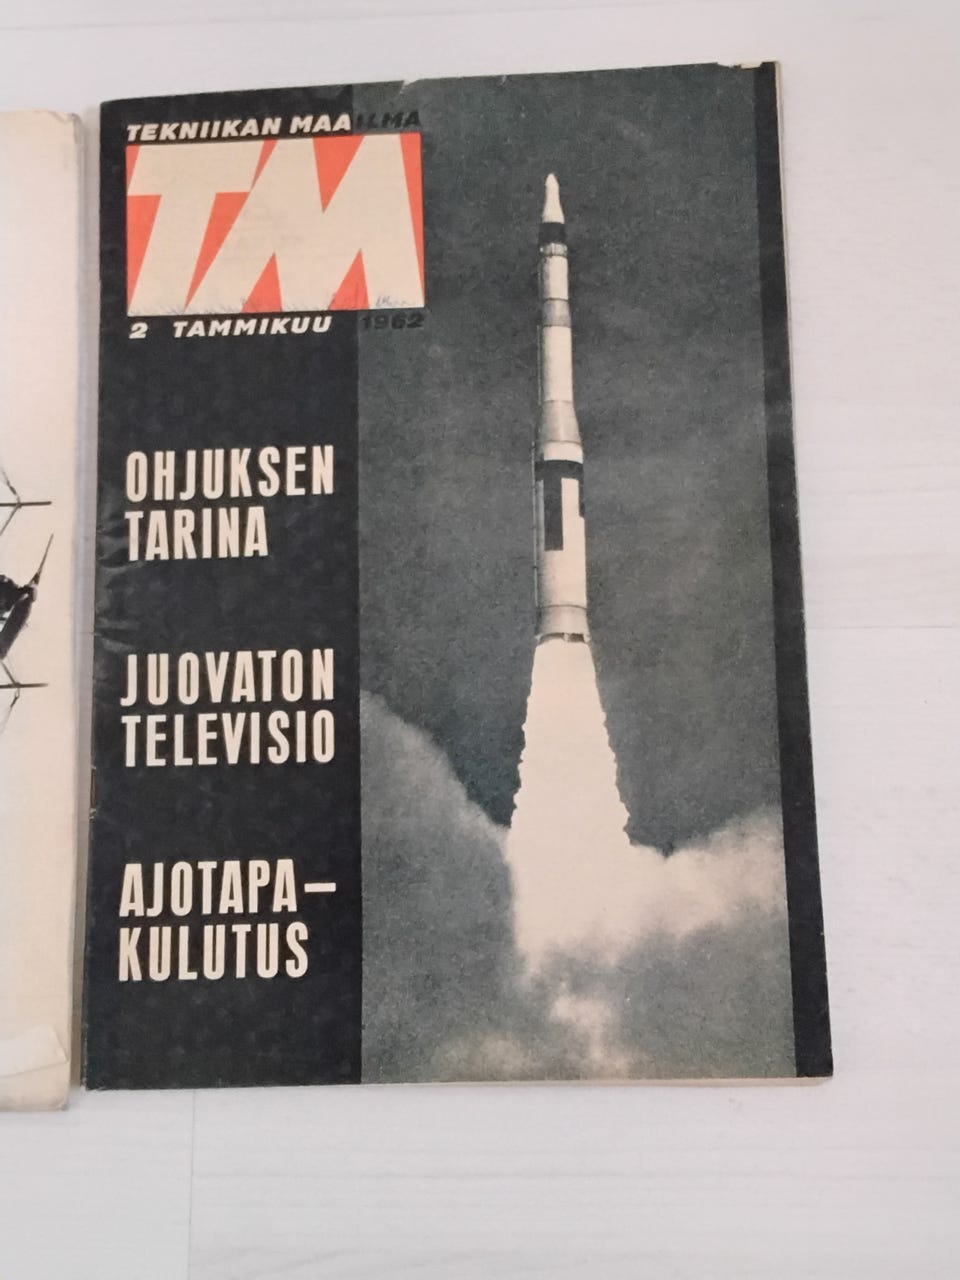 TEKNIIKAN MAAILMA
TM
2 TAMMIKUU 1962
OHJUKSEN
TARINA
JUOVATON
TELEVISIO
AJOTAPA–
KULUTUS